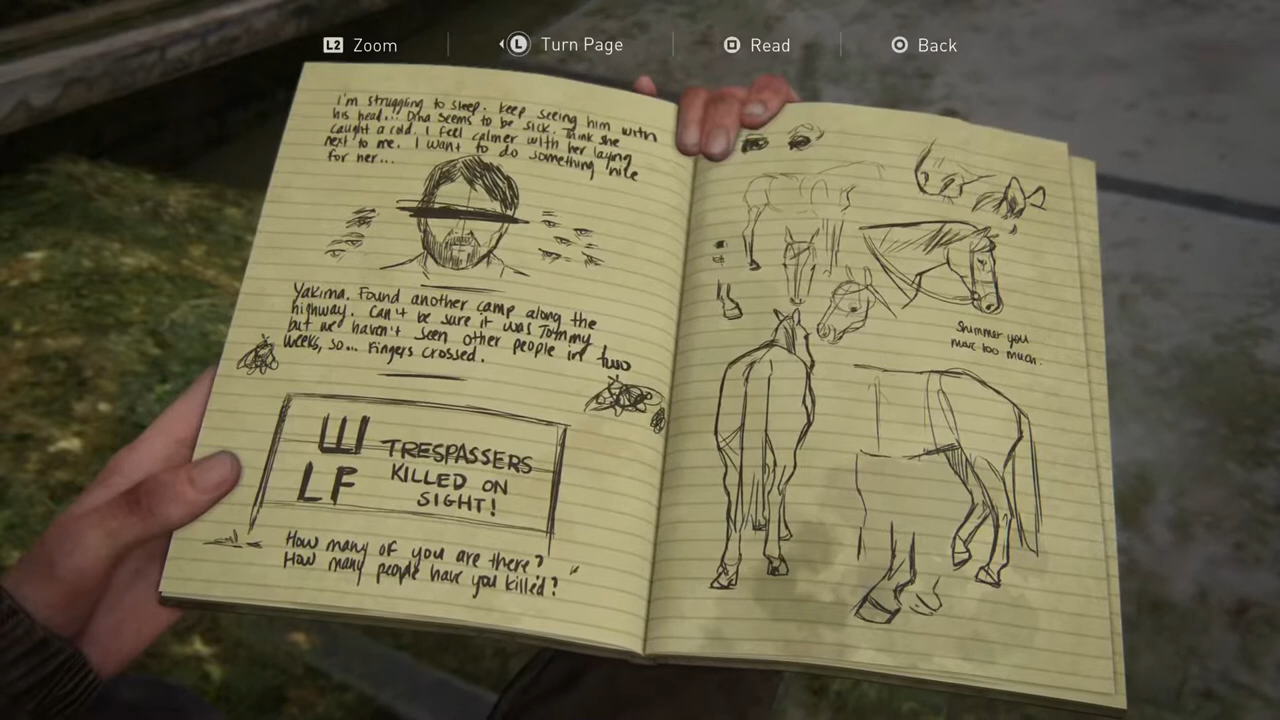 L2 Zoom
L Turn Page
Read
Back
I'm struggling to sleep. Keep seeing him with
his head... Dina seems to be sick. Think she
caught a cold. I feel calmer with her laying
next to me. I want to do something nice
for her...
Yakima. Found another camp along the
highway. Can't be sure it was Tommy
but we haven't seen other people in two
weeks, so... Fingers crossed.
W
LF
TRESPASSERS
KILLED ON
SIGHT!
How many of you are there?
How many people have you killed?
Shimmer you
move too much.